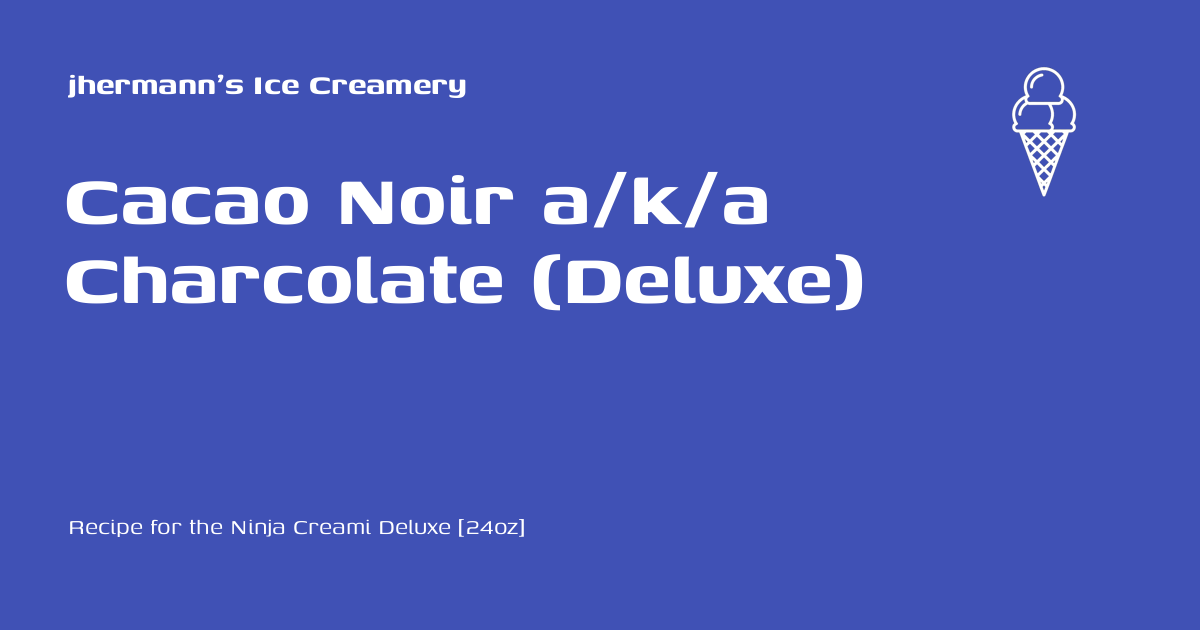 jhermann’s Ice Creamery
Cacao Noir a/k/a
Charcolate (Deluxe)
Recipe for the Ninja Creami Deluxe [24oz]